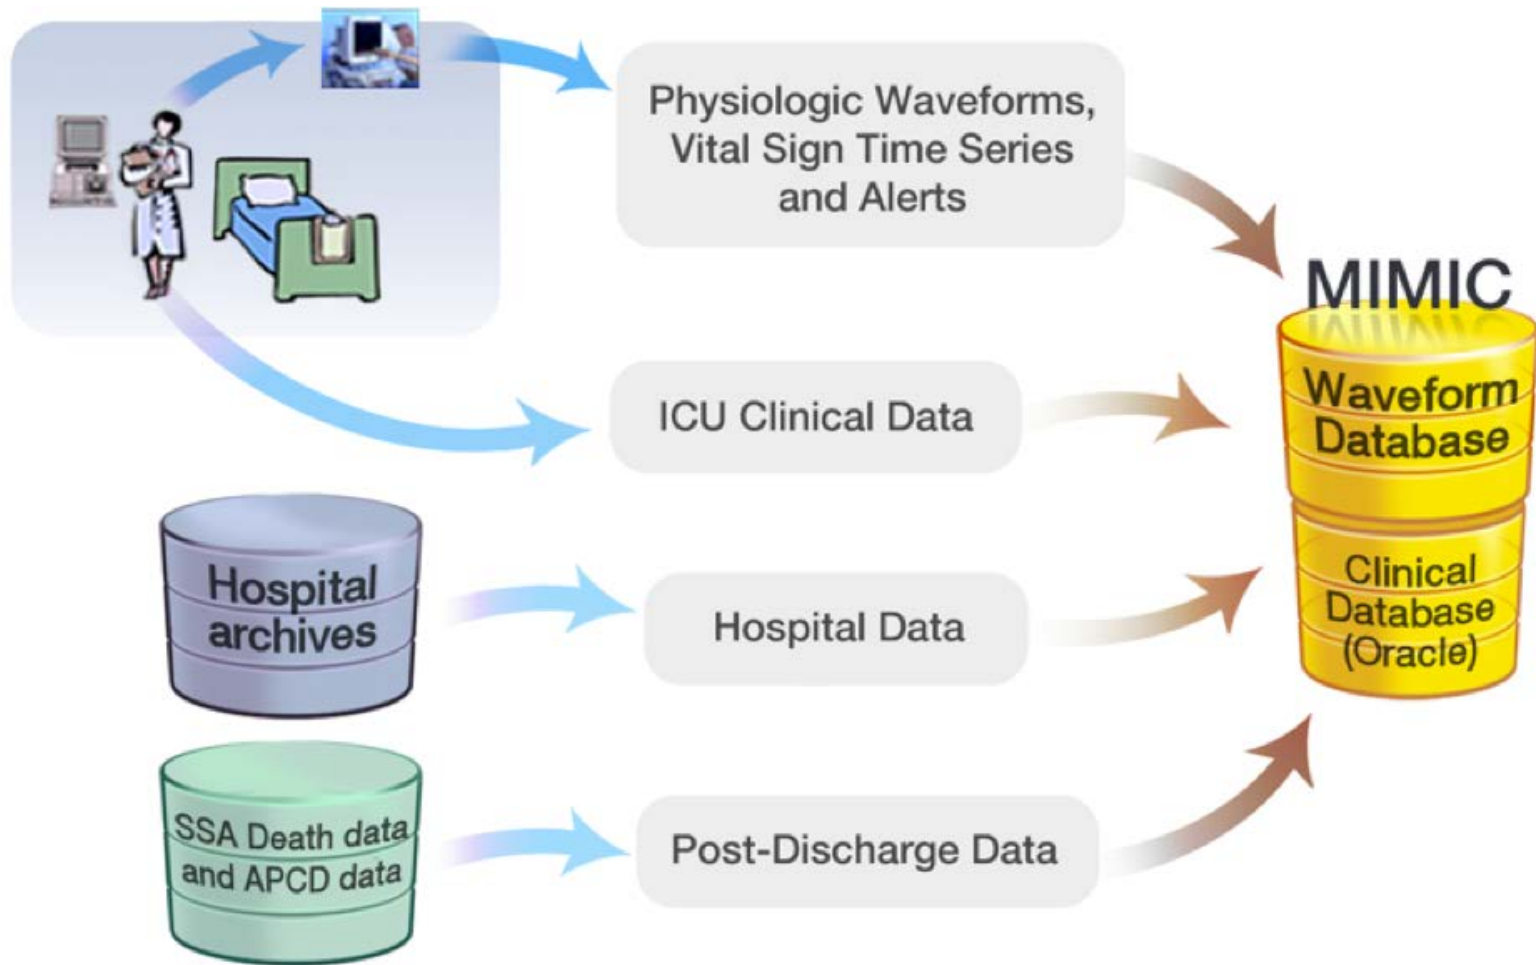 Physiologic Waveforms,
Vital Sign Time Series
and Alerts
MIMIC
Waveform
Database
ICU Clinical Data
Hospital
archives
Hospital Data
Clinical
Database
(Oracle)
SSA Death data
and APCD data
Post-Discharge Data